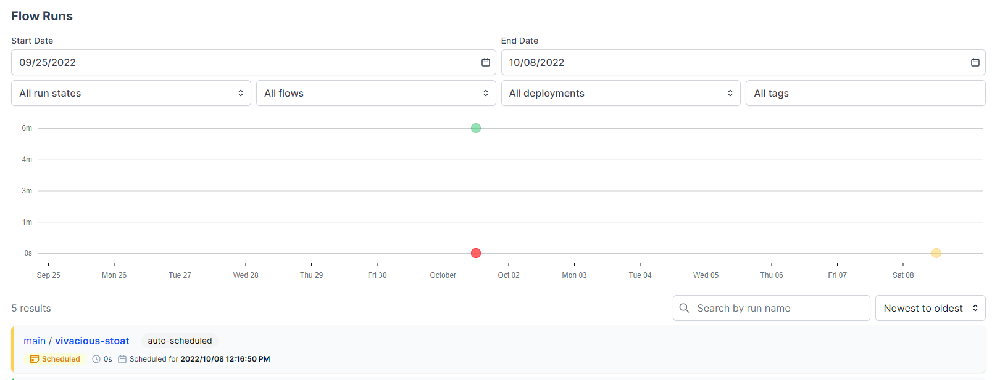 Flow Runs
Start Date
End Date
09/25/2022
10/08/2022
All run states
All flows
All deployments
All tags
6m
4m
3m
1m
0s
Sep 25 Mon 26 Tue 27 Wed 28 Thu 29 Fri 30 October Oct 02 Mon 03 Tue 04 Wed 05 Thu 06 Fri 07 Sat 08
5 results
Search by run name
Newest to oldest
main / vivacious-stoat auto-scheduled
Scheduled 0s Scheduled for 2022/10/08 12:16:50 PM